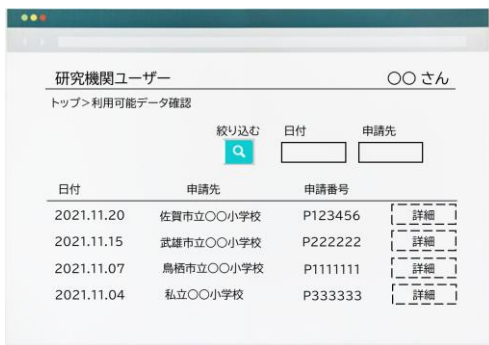 研究機関ユーザー 〇〇 さん
トップ＞利用可能データ確認
絞り込む 日付 申請先
日付 申請先 申請番号
2021.11.20 佐賀市立〇〇小学校 P123456 詳細
2021.11.15 武雄市立〇〇小学校 P222222 詳細
2021.11.07 鳥栖市立〇〇小学校 P1111111 詳細
2021.11.04 私立〇〇小学校 P333333 詳細